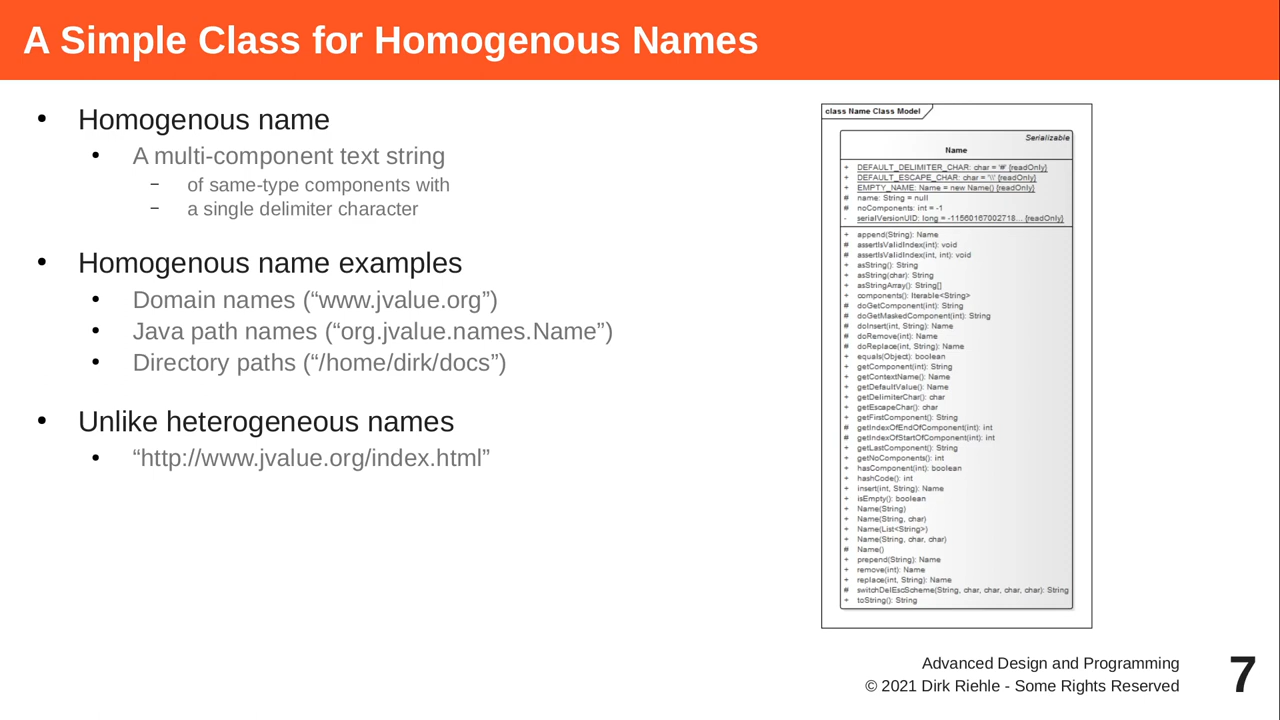 A Simple Class for Homogenous Names
• Homogenous name
• A multi-component text string
– of same-type components with
– a single delimiter character
• Homogenous name examples
• Domain names (“www.jvalue.org”)
• Java path names (“org.jvalue.names.Name”)
• Directory paths (“/home/dirk/docs”)
• Unlike heterogeneous names
• “http://www.jvalue.org/index.html”
class Name Class Model
Serializable
Name
+ DEFAULT_DELIMITER_CHAR: char = '#' {readOnly}
+ DEFAULT_ESCAPE_CHAR: char = '\\' {readOnly}
+ EMPTY_NAME: Name = new Name() {readOnly}
# name: String = null
# noComponents: int = -1
- serialVersionUID: long = -11560167002718... {readOnly}
+ append(String): Name
# assertIsValidIndex(int): void
# assertIsValidIndex(int, int): void
+ asString(): String
+ asString(char): String
+ asStringArray(): String[]
+ components(): Iterable<String>
# doGetComponent(int): String
# doGetMaskedComponent(int): String
# doInsert(int, String): Name
# doRemove(int): Name
# doReplace(int, String): Name
+ equals(Object): boolean
+ getComponent(int): String
+ getContextName(): Name
+ getDefaultValue(): Name
+ getDelimiterChar(): char
+ getEscapeChar(): char
+ getFirstComponent(): String
# getIndexOfEndOfComponent(int): int
# getIndexOfStartOfComponent(int): int
+ getLastComponent(): String
+ getNoComponents(): int
+ hasComponent(int): boolean
+ hashCode(): int
+ insert(int, String): Name
+ isEmpty(): boolean
+ Name(String)
+ Name(String, char)
+ Name(List<String>)
+ Name(String, char, char)
# Name()
+ prepend(String): Name
+ remove(int): Name
+ replace(int, String): Name
# switchDelEscScheme(String, char, char, char, char): String
+ toString(): String
Advanced Design and Programming
© 2021 Dirk Riehle - Some Rights Reserved
7